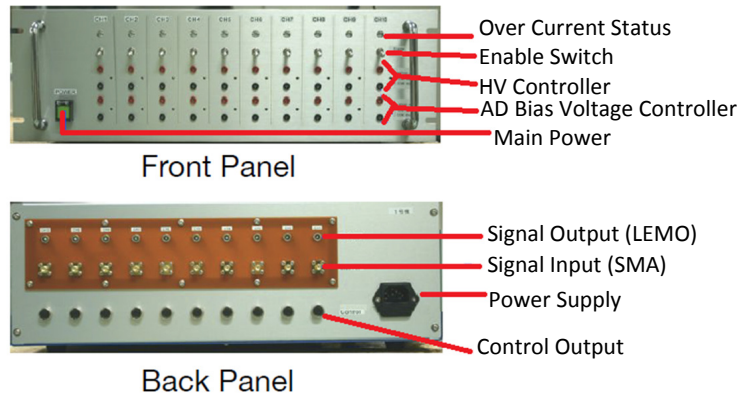 CH1 CH2 CH3 CH4 CH5 CH6 CH7 CH8 CH9 CH10
POWER
Over Current Status
Enable Switch
HV Controller
AD Bias Voltage Controller
Main Power
Front Panel
Signal Output (LEMO)
Signal Input (SMA)
Power Supply
Control Output
Back Panel